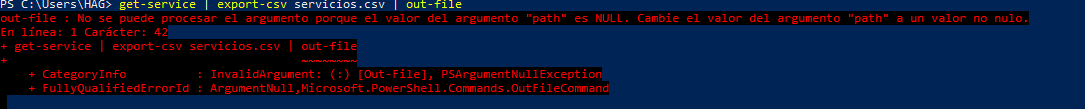 PS C:\Users\HAG> get-service | export-csv servicios.csv | out-file
out-file : No se puede procesar el argumento porque el valor del argumento "path" es NULL. Cambie el valor del argumento "path" a un valor no nulo.
En línea: 1 Carácter: 42
+ get-service | export-csv servicios.csv | out-file
+                                          ~~~~~~~~
    + CategoryInfo          : InvalidArgument: (:) [Out-File], PSArgumentNullException
    + FullyQualifiedErrorId : ArgumentNull,Microsoft.PowerShell.Commands.OutFileCommand